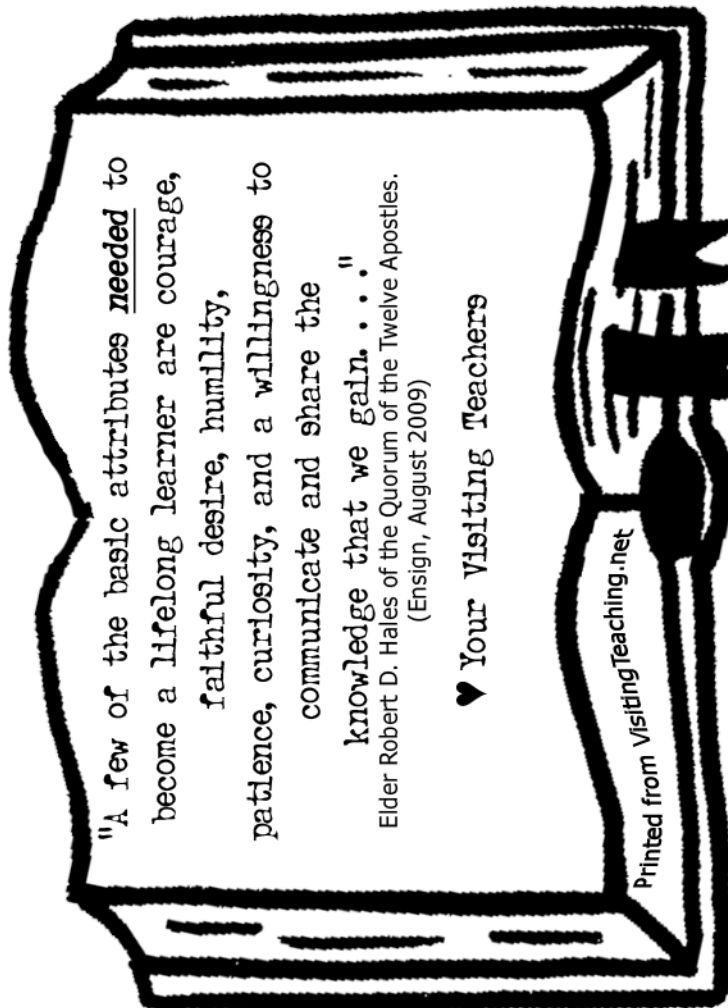 "A few of the basic attributes needed to
become a lifelong learner are courage,
faithful desire, humility,
patience, curiosity, and a willingness to
communicate and share the
knowledge that we gain. . . ."
Elder Robert D. Hales of the Quorum of the Twelve Apostles.
(Ensign, August 2009)
♥ Your Visiting Teachers
Printed from VisitingTeaching.net